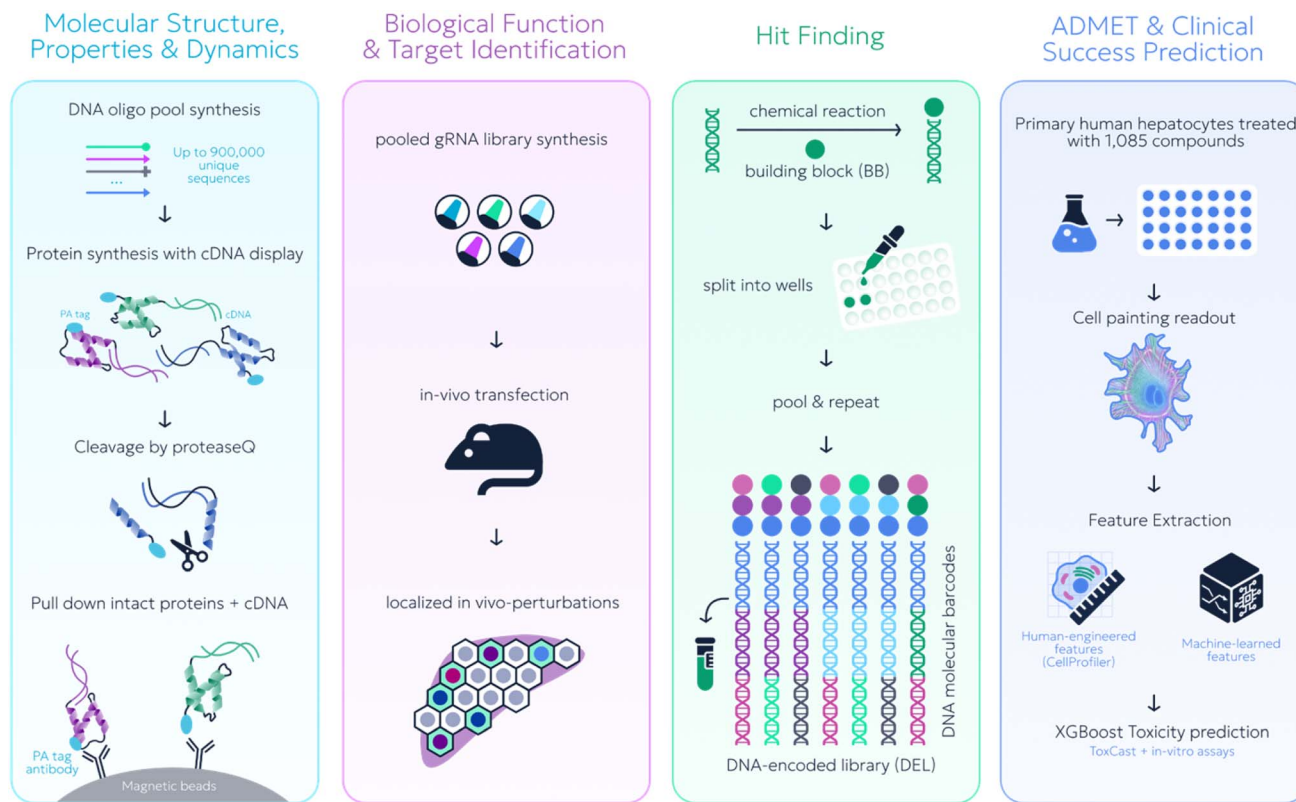 Molecular Structure,
Properties & Dynamics
DNA oligo pool synthesis
Up to 900,000
unique
sequences
...
Protein synthesis with cDNA display
PA tag
cDNA
Cleavage by proteaseQ
Pull down intact proteins + cDNA
PA tag
antibody
Magnetic beads
Biological Function
& Target Identification
pooled gRNA library synthesis
in-vivo transfection
localized in vivo-perturbations
Hit Finding
chemical reaction
building block (BB)
split into wells
pool & repeat
DNA molecular barcodes
DNA-encoded library (DEL)
ADMET & Clinical
Success Prediction
Primary human hepatocytes treated
with 1,085 compounds
Cell painting readout
Feature Extraction
Human-engineered
features
(CellProfiler)
Machine-learned
features
XGBoost Toxicity prediction
ToxCast + in-vitro assays